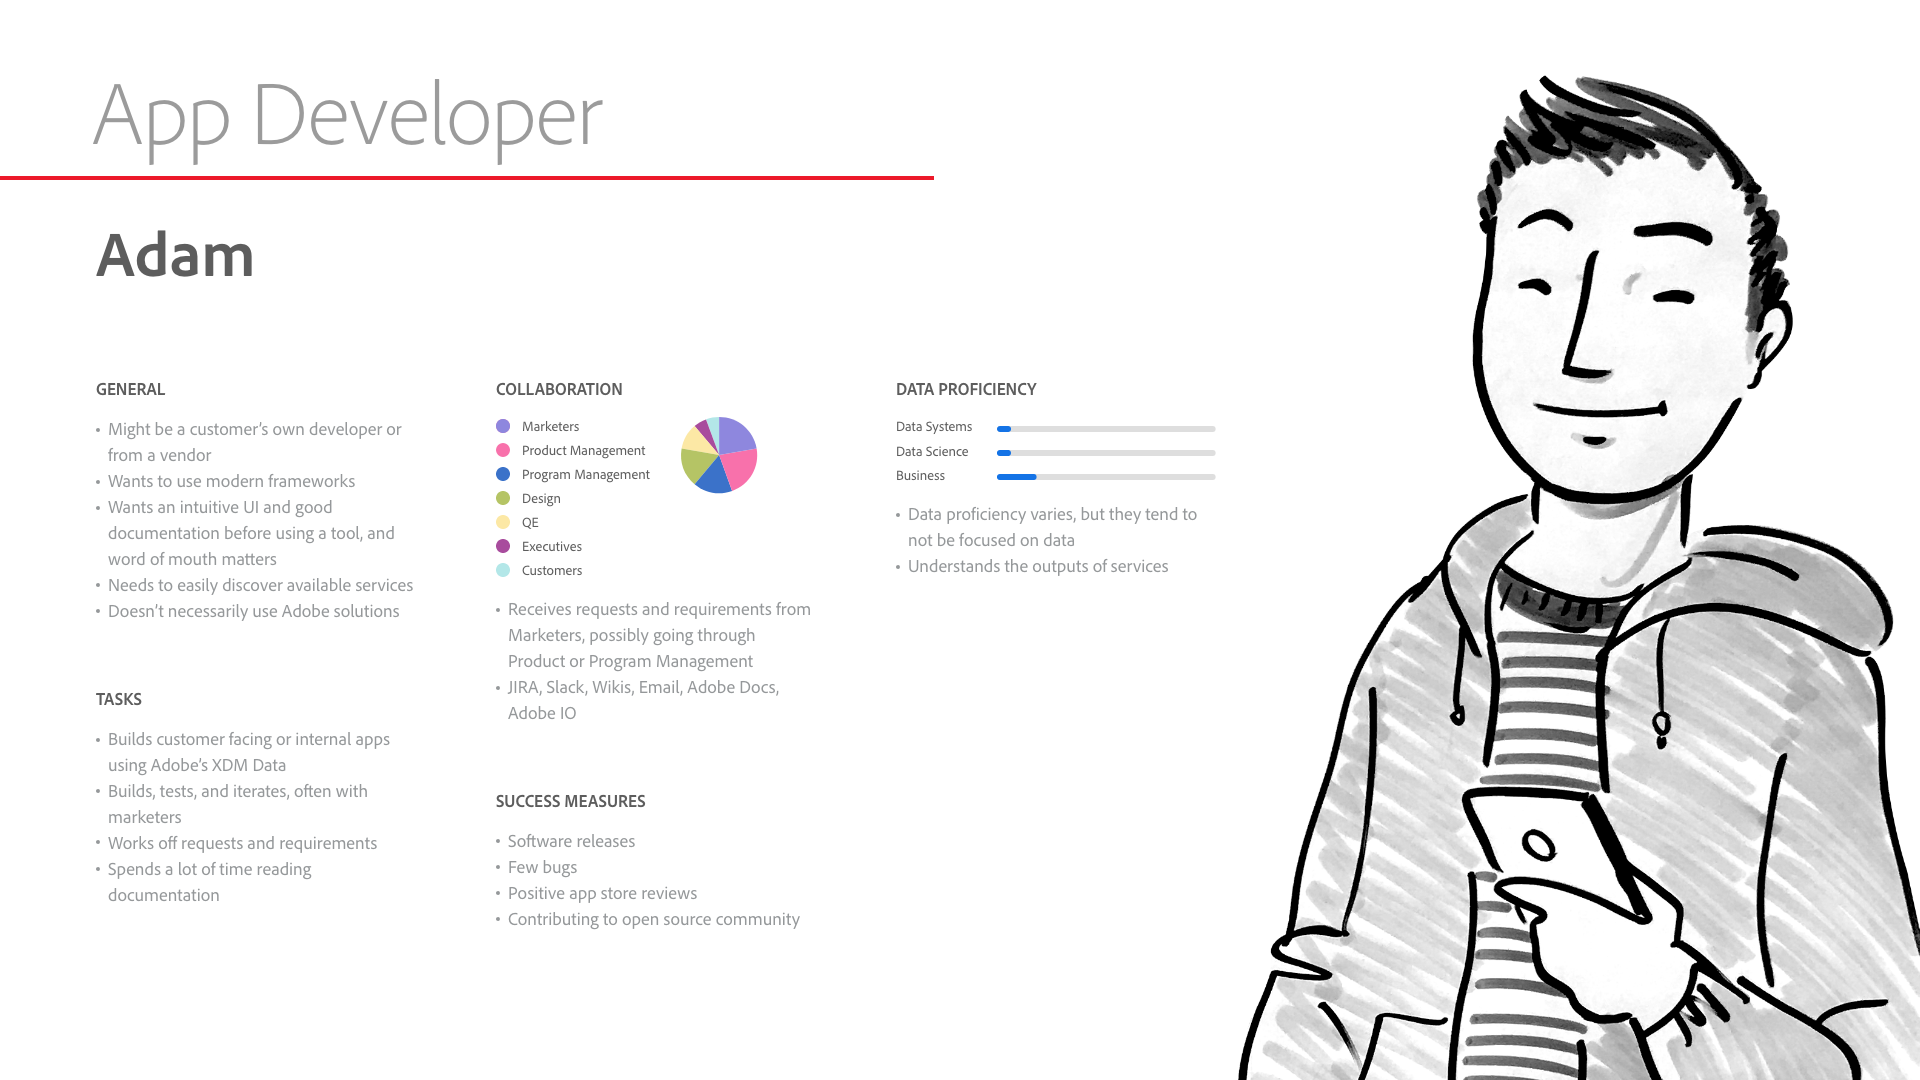 App Developer
Adam
GENERAL
• Might be a customer's own developer or
from a vendor
• Wants to use modern frameworks
• Wants an intuitive UI and good
documentation before using a tool, and
word of mouth matters
• Needs to easily discover available services
• Doesn't necessarily use Adobe solutions
TASKS
• Builds customer facing or internal apps
using Adobe's XDM Data
• Builds, tests, and iterates, often with
marketers
• Works off requests and requirements
• Spends a lot of time reading
documentation
COLLABORATION
Marketers
Product Management
Program Management
Design
QE
Executives
Customers
• Receives requests and requirements from
Marketers, possibly going through
Product or Program Management
• JIRA, Slack, Wikis, Email, Adobe Docs,
Adobe IO
SUCCESS MEASURES
• Software releases
• Few bugs
• Positive app store reviews
• Contributing to open source community
DATA PROFICIENCY
Data Systems
Data Science
Business
• Data proficiency varies, but they tend to
not be focused on data
• Understands the outputs of services